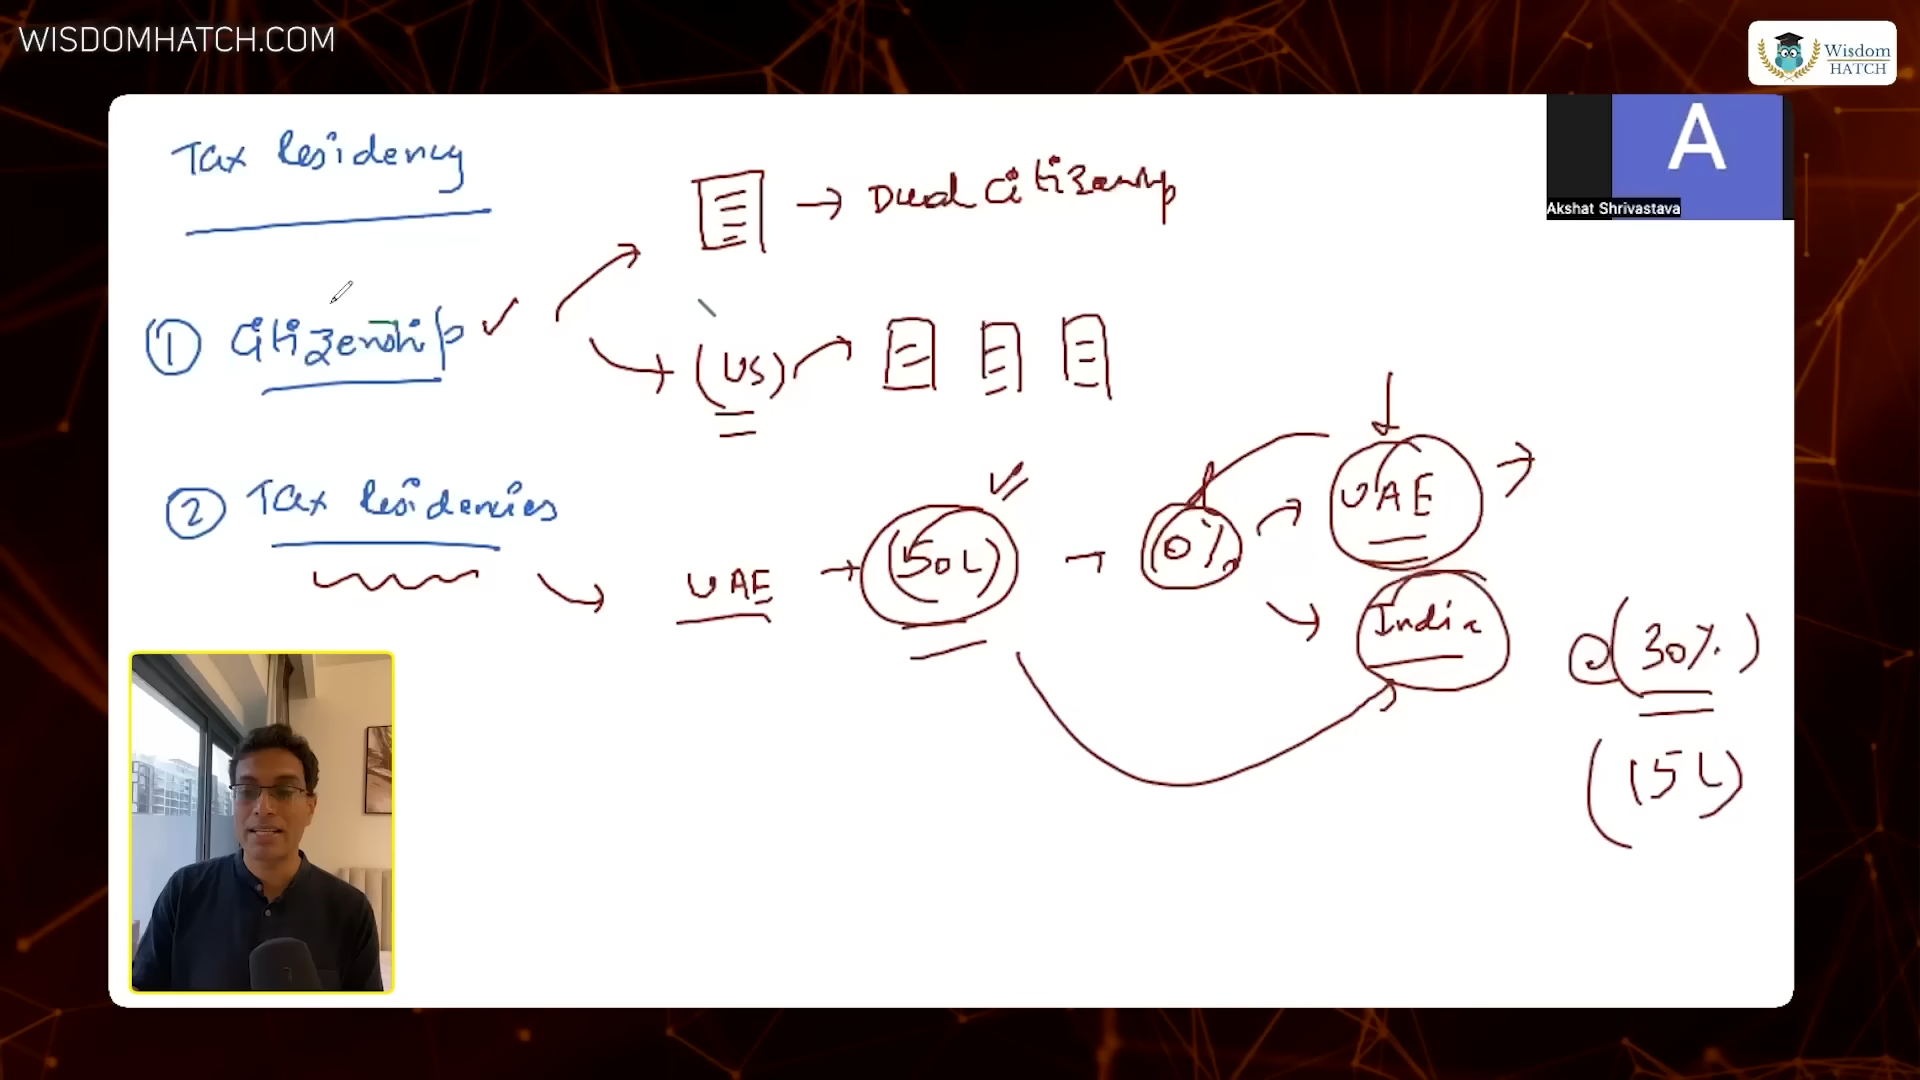 WISDOMHATCH.COM
Wisdom
HATCH
A
Akshat Shrivastava
Tax Residency
→ Dual Citizenship
① Citizenship ✓
(US)
② Tax Residencies
UAE → (50L) → 0% → UAE →
India
(30%)
(15L)